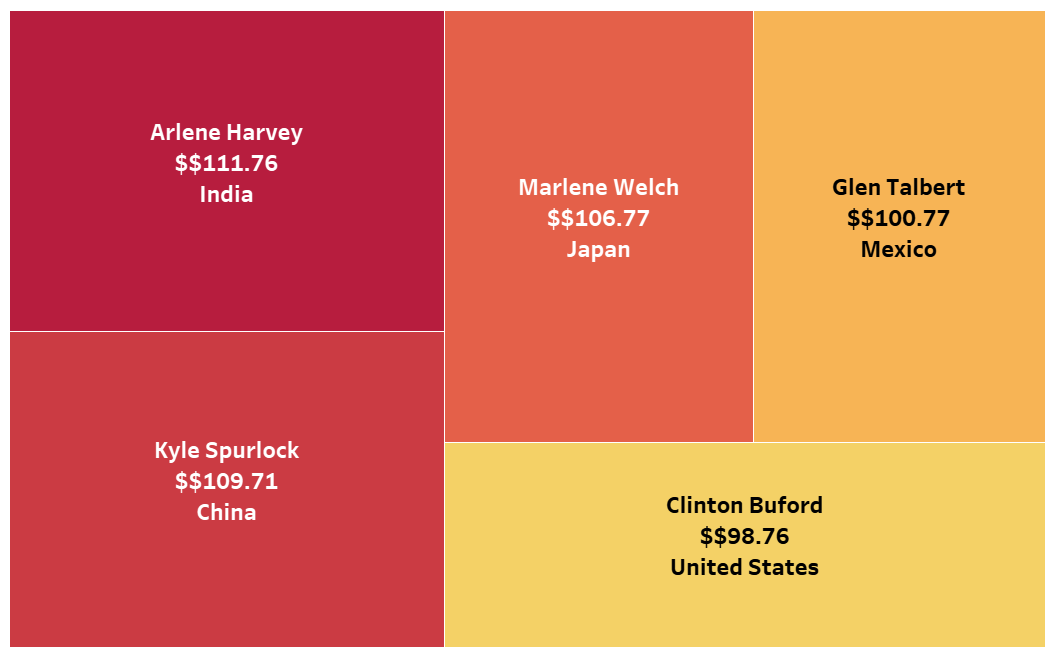 Arlene Harvey
$$111.76
India
Kyle Spurlock
$$109.71
China
Marlene Welch
$$106.77
Japan
Glen Talbert
$$100.77
Mexico
Clinton Buford
$$98.76
United States